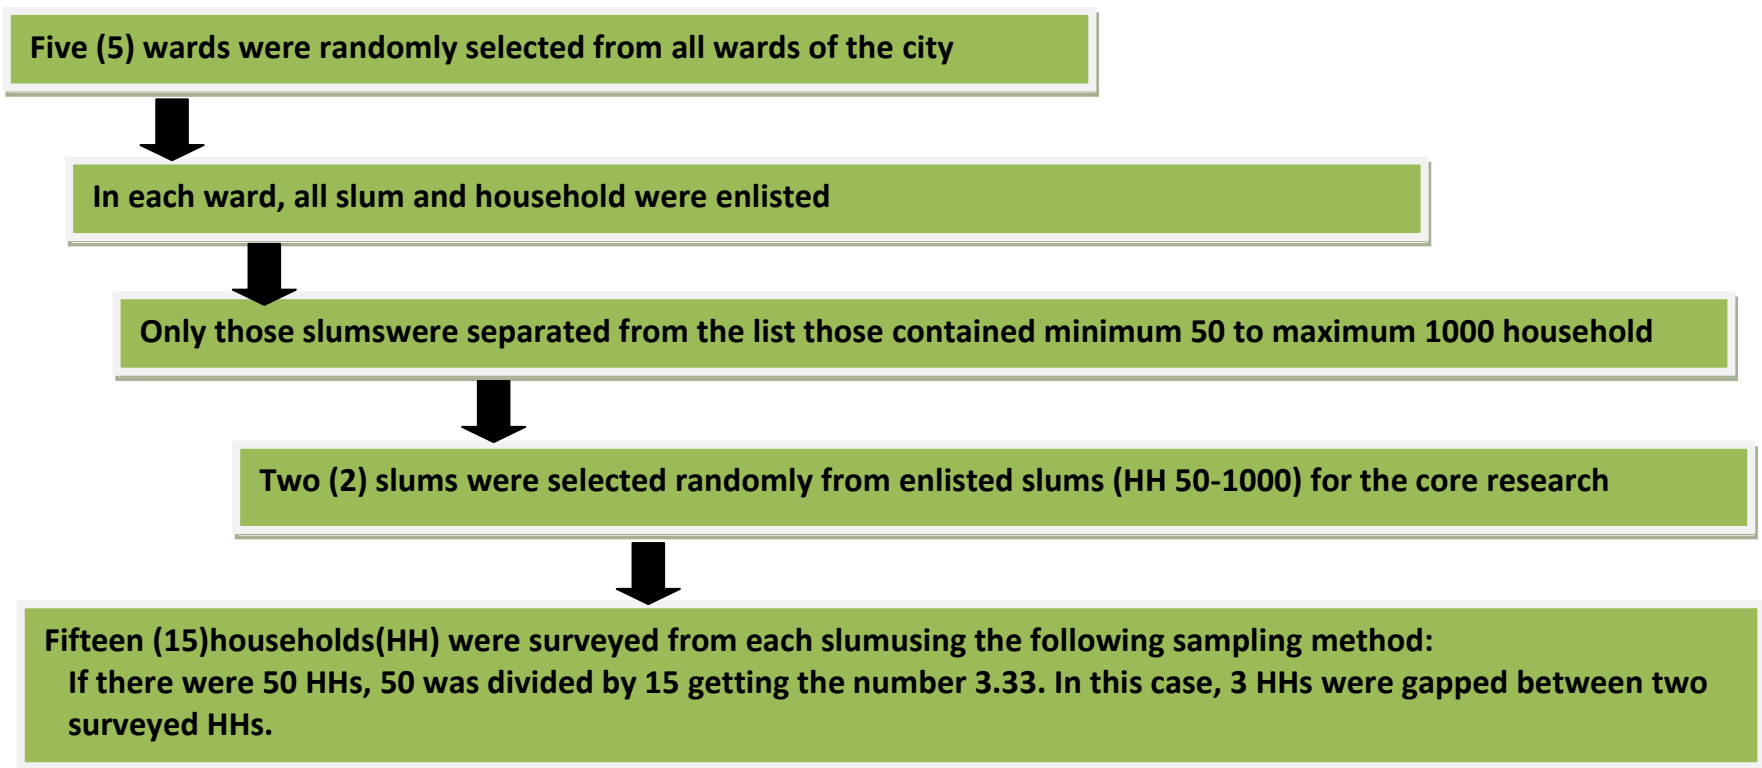 Five (5) wards were randomly selected from all wards of the city
In each ward, all slum and household were enlisted
Only those slumswere separated from the list those contained minimum 50 to maximum 1000 household
Two (2) slums were selected randomly from enlisted slums (HH 50-1000) for the core research
Fifteen (15)households(HH) were surveyed from each slumusing the following sampling method:
If there were 50 HHs, 50 was divided by 15 getting the number 3.33. In this case, 3 HHs were gapped between two
surveyed HHs.